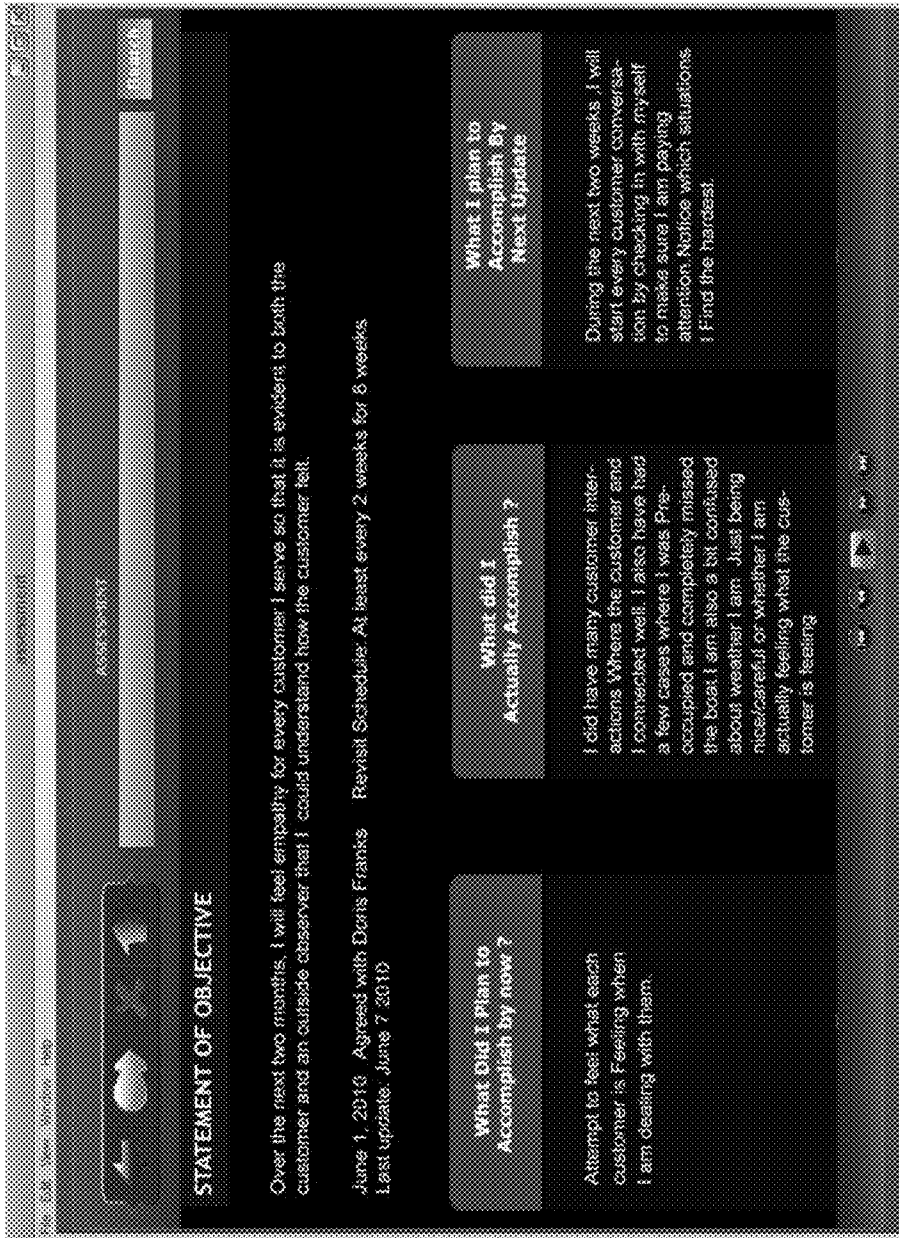 ASSESSMENT
STATEMENT OF OBJECTIVE
Over the next two months, I will feel empathy for every customer I serve so that it is evident to both the
customer and an outside observer that I could understand how the customer felt.
June 1, 2010 Agreed with Doris Franks Revisit Schedule: At least every 2 weeks for 8 weeks
Last update: June 7 2010
What Did I Plan to
Accomplish by now ?
Attempt to feel what each
customer is Feeling when
I am dealing with them.
What did I
Actually Accomplish ?
I did have many customer inter-
actions Where the customer and
I connected well. I also have had
a few cases where I was Pre-
occupied and completely missed
the boat I am also a bit confused
about weather I am Just being
nice/careful or whether I am
actually feeling what the cus-
tomer is feeling
What I plan to
Accomplish By
Next Update
During the next two weeks ,I will
start every customer conversa-
tion by checking in with myself
to make sure I am paying
attention.Notice which situations
I Find the hardest.